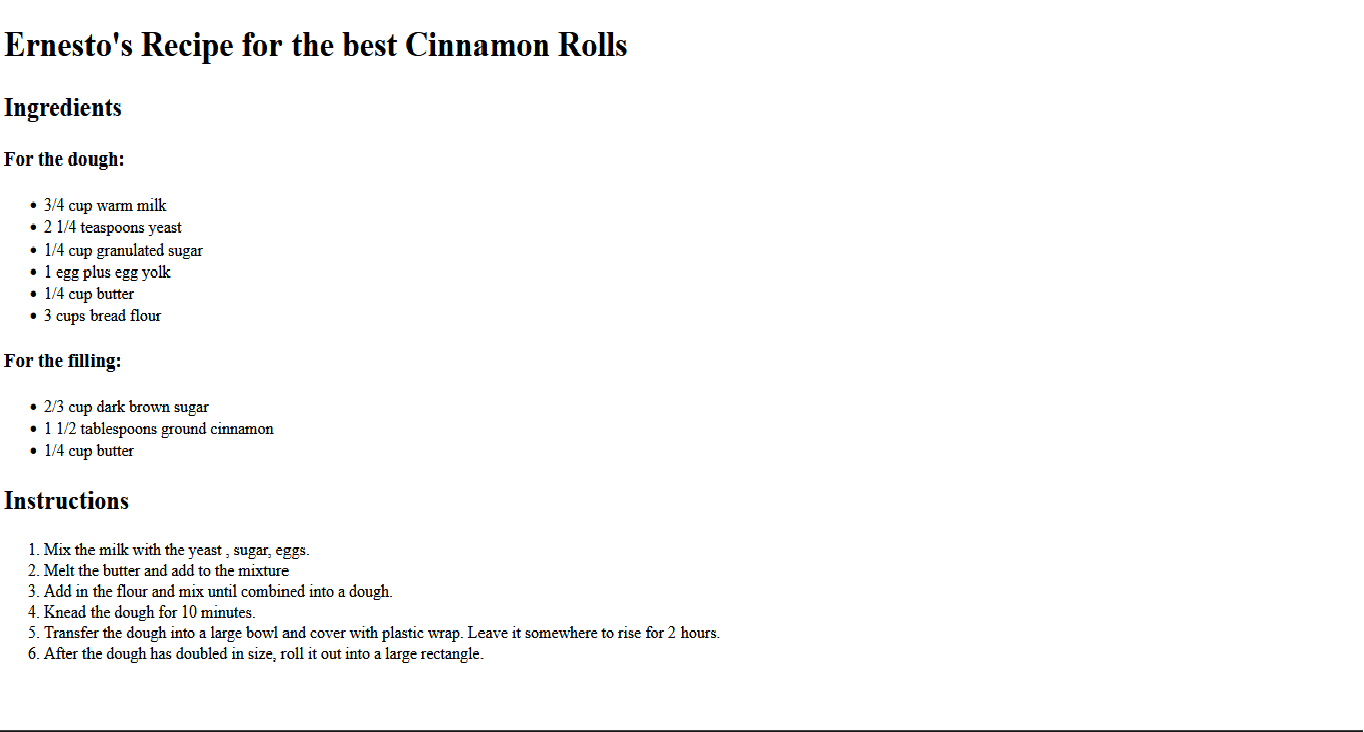 Ernesto's Recipe for the best Cinnamon Rolls
Ingredients
For the dough:
• 3/4 cup warm milk
• 2 1/4 teaspoons yeast
• 1/4 cup granulated sugar
• 1 egg plus egg yolk
• 1/4 cup butter
• 3 cups bread flour
For the filling:
• 2/3 cup dark brown sugar
• 1 1/2 tablespoons ground cinnamon
• 1/4 cup butter
Instructions
1. Mix the milk with the yeast , sugar, eggs.
2. Melt the butter and add to the mixture
3. Add in the flour and mix until combined into a dough.
4. Knead the dough for 10 minutes.
5. Transfer the dough into a large bowl and cover with plastic wrap. Leave it somewhere to rise for 2 hours.
6. After the dough has doubled in size, roll it out into a large rectangle.